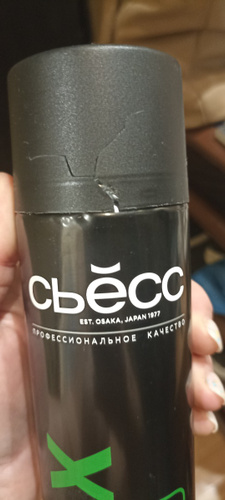 СЬЁСС
EST. OSAKA, JAPAN 1977
ПРОФЕССИОНАЛЬНОЕ КАЧЕСТВО